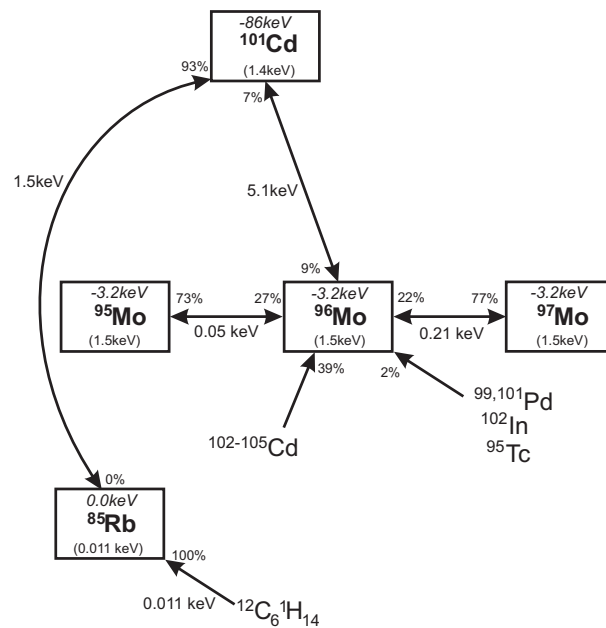 -86keV
¹⁰¹Cd
(1.4keV)
93%
7%
1.5keV
5.1keV
9%
-3.2keV
⁹⁵Mo
(1.5keV)
73%
0.05 keV
27%
-3.2keV
⁹⁶Mo
(1.5keV)
22%
0.21 keV
77%
-3.2keV
⁹⁷Mo
(1.5keV)
39%
2%
¹⁰²⁻¹⁰⁵Cd
⁹⁹,¹⁰¹Pd
¹⁰²In
⁹⁵Tc
0%
0.0keV
⁸⁵Rb
(0.011 keV)
100%
0.011 keV
¹²C₆¹H₁₄